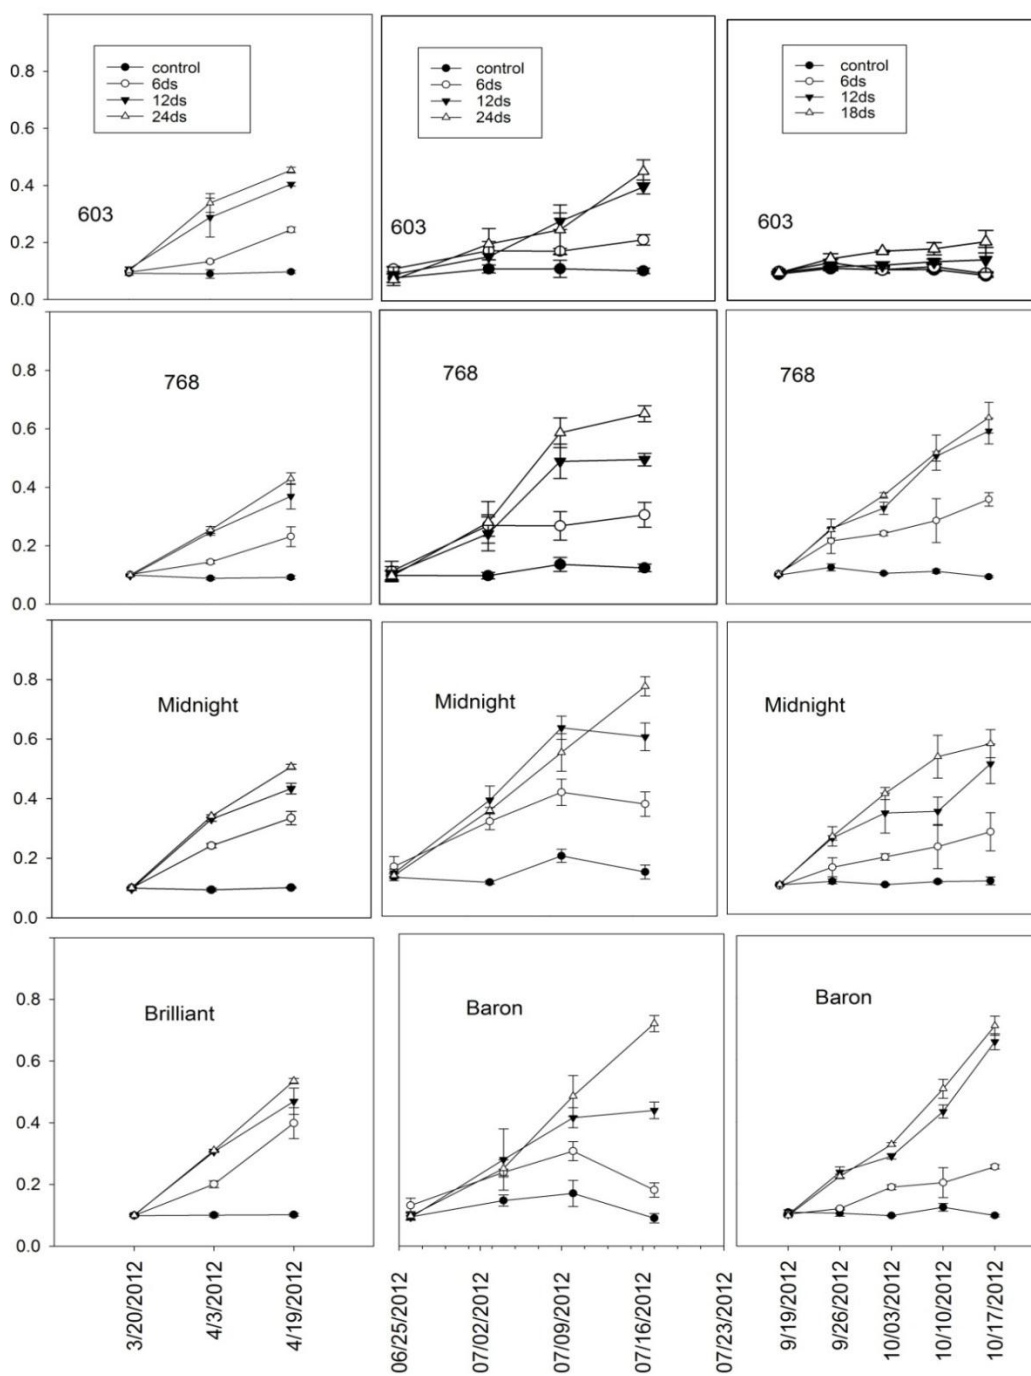 0.8
0.6
0.4
0.2
0.0
control
6ds
12ds
24ds
603
control
6ds
12ds
24ds
603
control
6ds
12ds
18ds
603
0.8
0.6
0.4
0.2
0.0
768
768
768
0.8
0.6
0.4
0.2
0.0
Midnight
Midnight
Midnight
0.8
0.6
0.4
0.2
0.0
Brilliant
Baron
Baron
3/20/2012
4/3/2012
4/19/2012
06/25/2012
07/02/2012
07/09/2012
07/16/2012
07/23/2012
9/19/2012
9/26/2012
10/03/2012
10/10/2012
10/17/2012